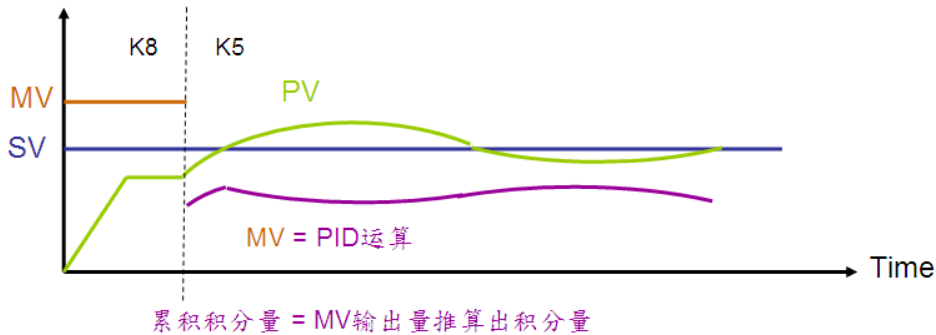 K8 K5
PV
MV
SV
MV = PID运算
Time
累积积分量 = MV输出量推算出积分量